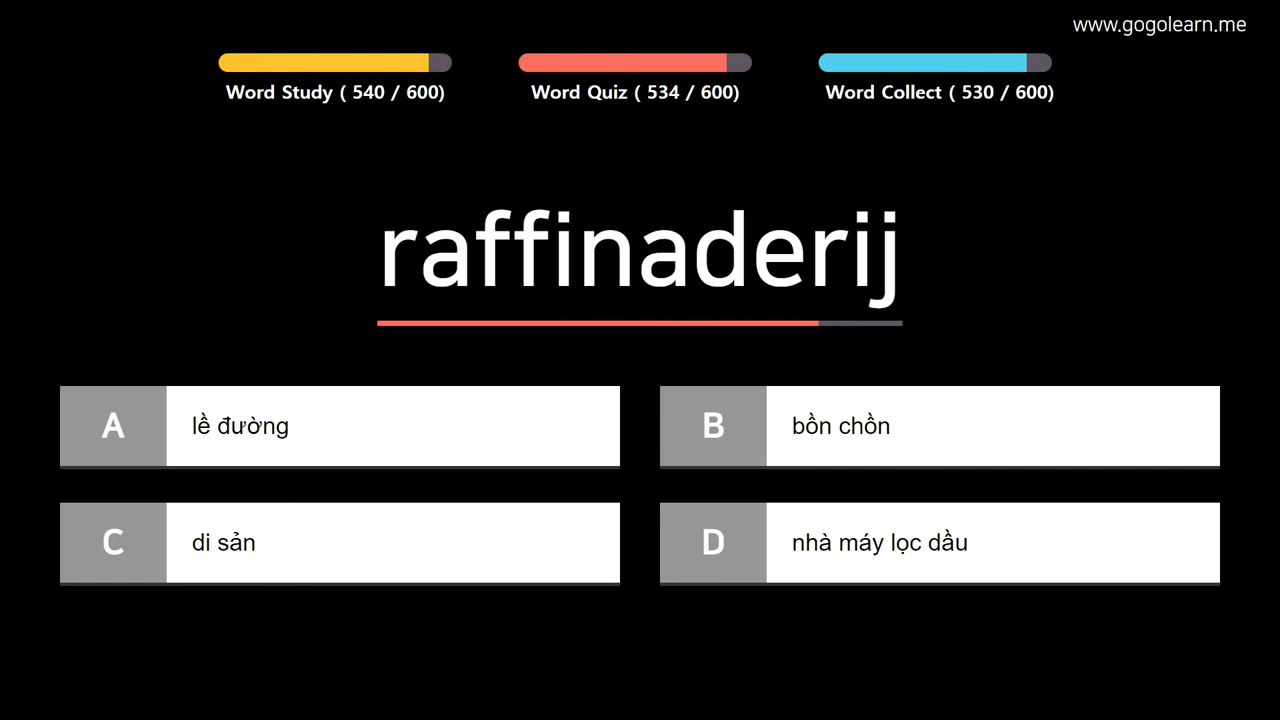 www.gogolearn.me
Word Study ( 540 / 600)
Word Quiz ( 534 / 600)
Word Collect ( 530 / 600)
raffinaderij
A lề đường
B bồn chồn
C di sản
D nhà máy lọc dầu